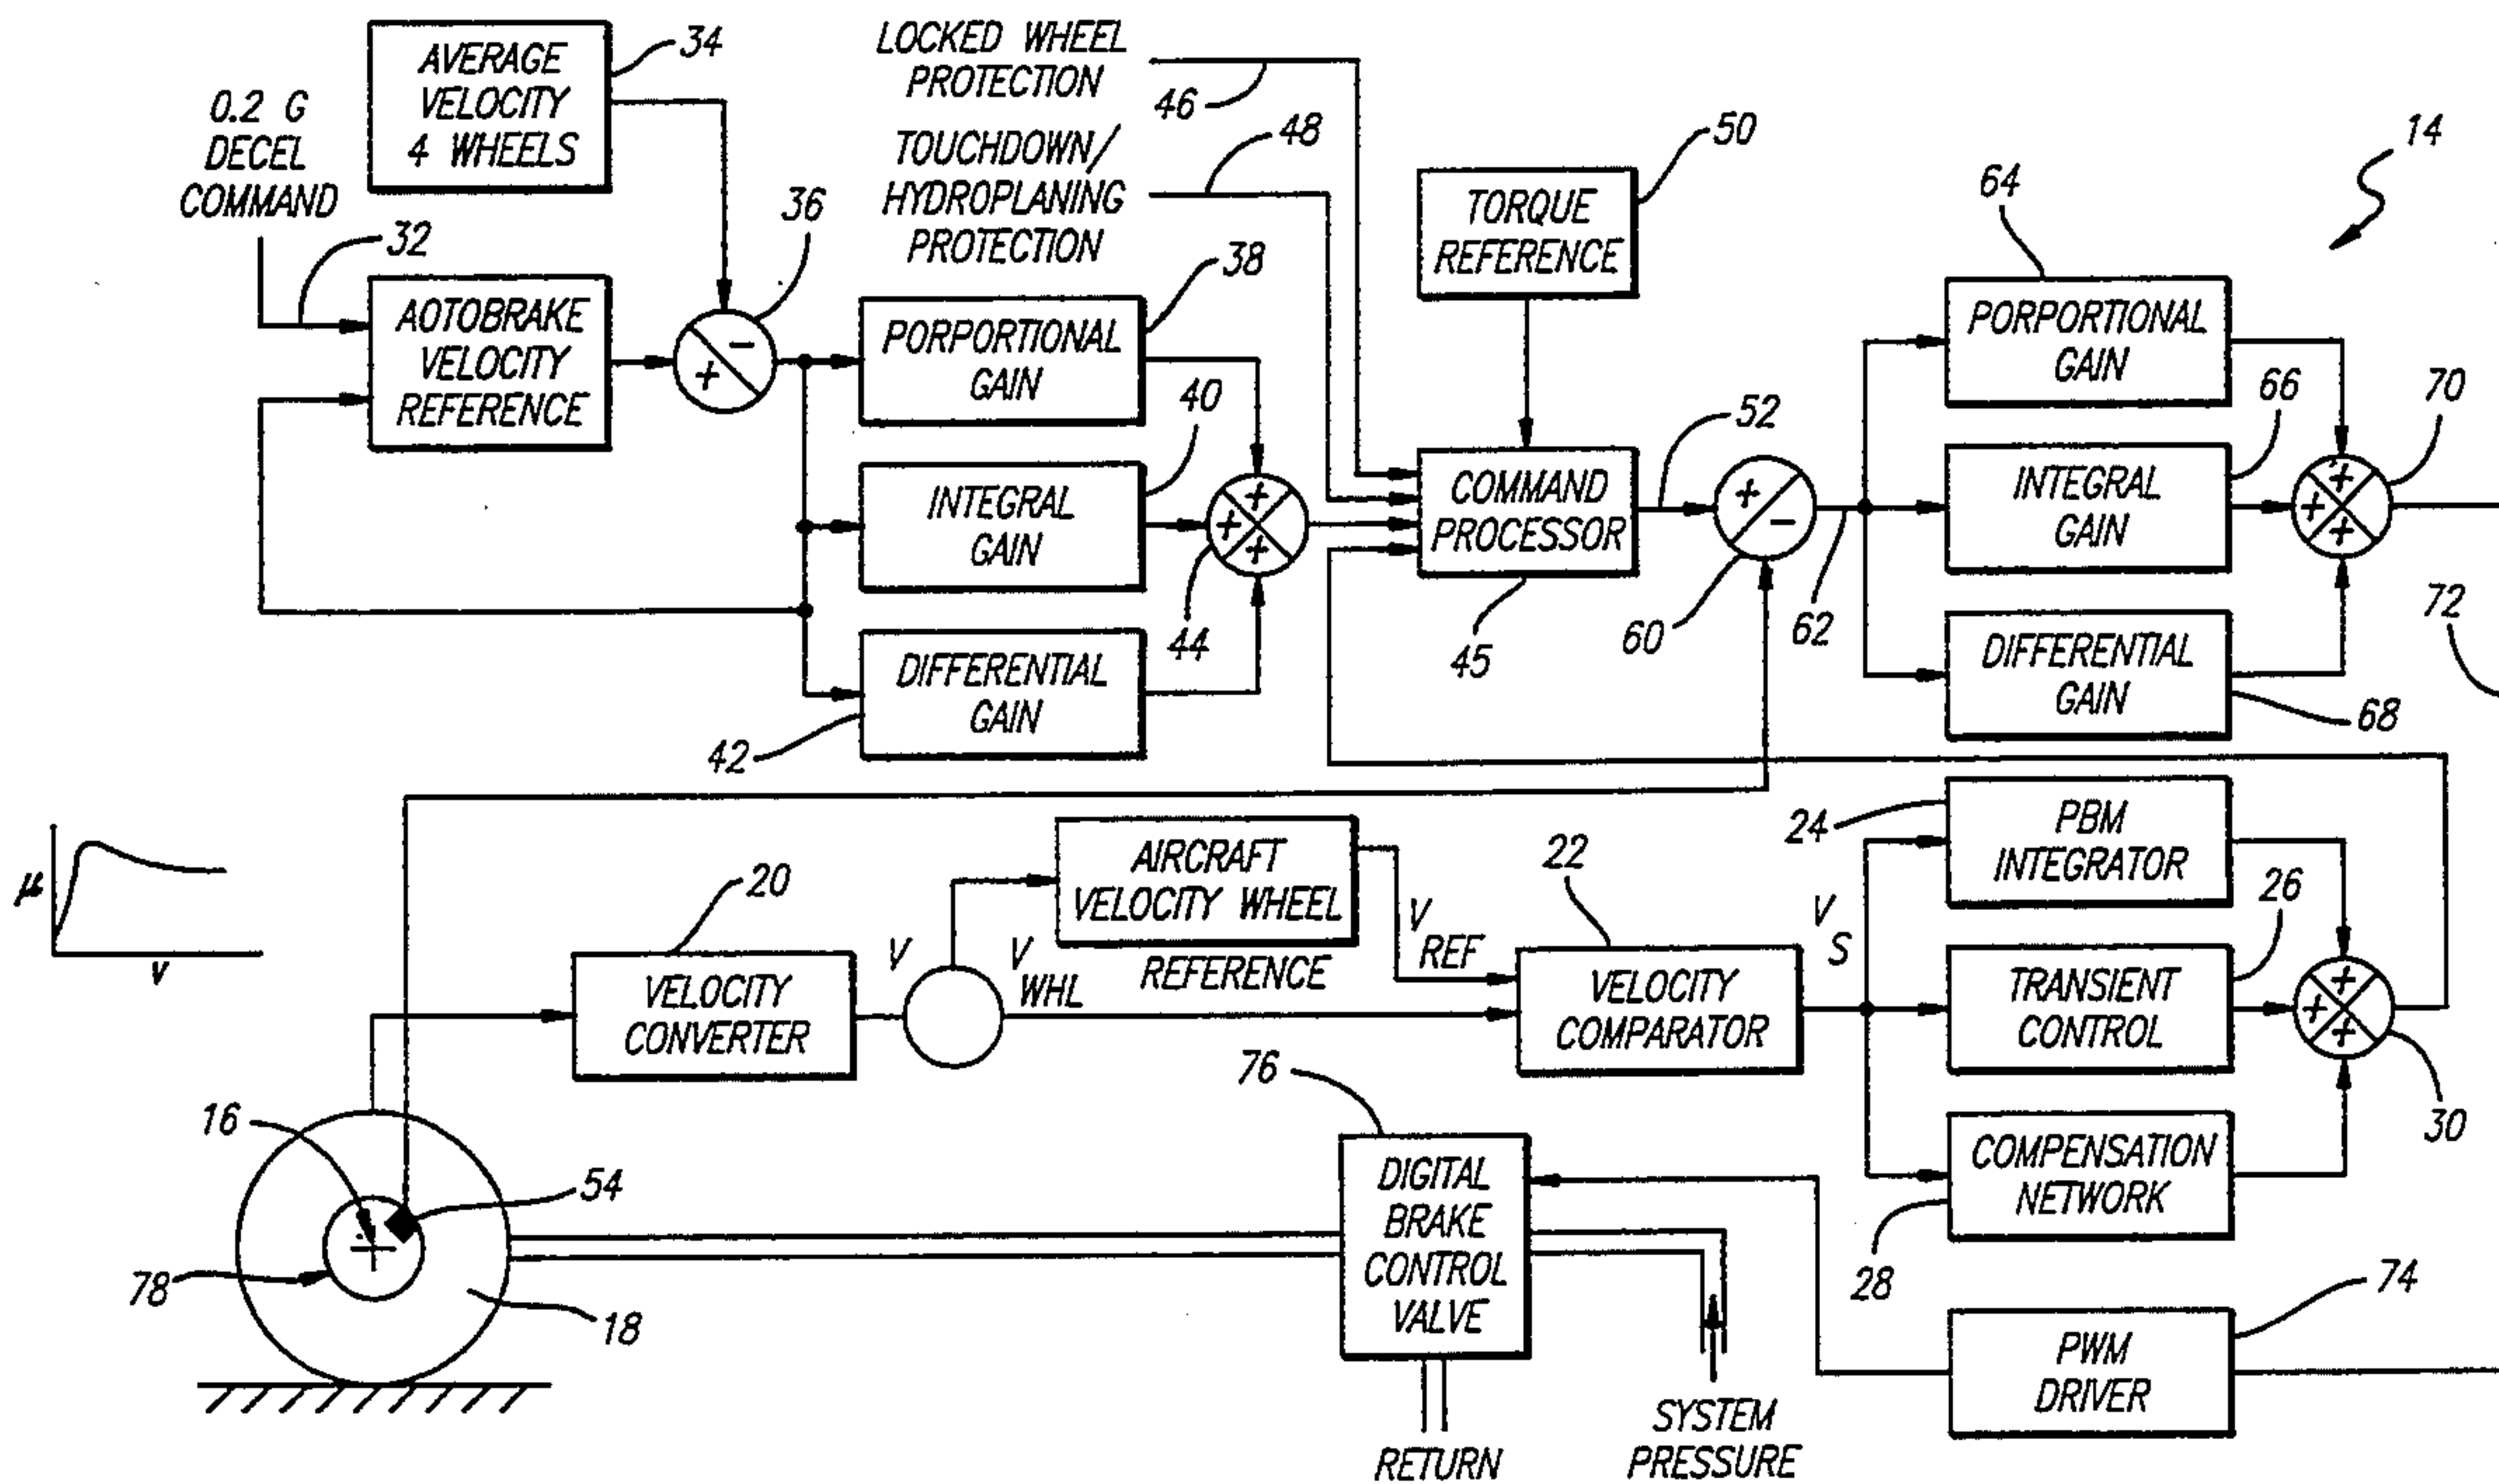 AVERAGE
VELOCITY
4 WHEELS
34
0.2 G
DECEL
COMMAND
32
AOTOBRAKE
VELOCITY
REFERENCE
36
-
+
LOCKED WHEEL
PROTECTION
46
TOUCHDOWN/
HYDROPLANING
PROTECTION
48
38
PORPORTIONAL
GAIN
40
INTEGRAL
GAIN
DIFFERENTIAL
GAIN
42
+
+
+
44
50
TORQUE
REFERENCE
COMMAND
PROCESSOR
45
52
+
-
60
62
14
64
PORPORTIONAL
GAIN
66
INTEGRAL
GAIN
DIFFERENTIAL
GAIN
68
+
+
+
70
72
μ
V
20
VELOCITY
CONVERTER
V
V
WHL
AIRCRAFT
VELOCITY WHEEL
REFERENCE
V
REF
22
VELOCITY
COMPARATOR
V
S
24
PBM
INTEGRATOR
26
TRANSIENT
CONTROL
COMPENSATION
NETWORK
28
+
+
+
30
16
54
78
18
76
DIGITAL
BRAKE
CONTROL
VALVE
RETURN
SYSTEM
PRESSURE
74
PWM
DRIVER